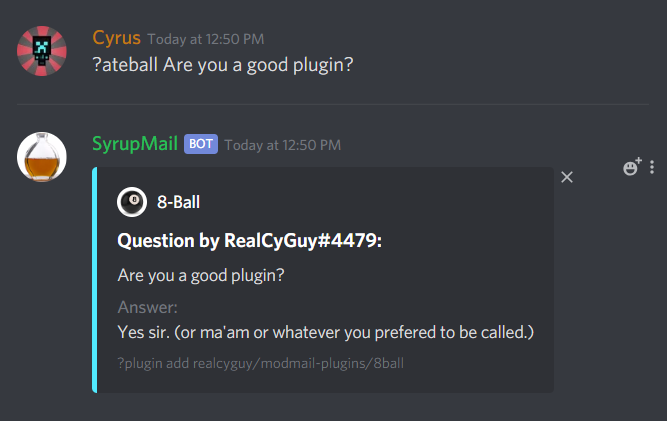 Cyrus Today at 12:50 PM
?ateball Are you a good plugin?
SyrupMail BOT Today at 12:50 PM
8-Ball
Question by RealCyGuy#4479:
Are you a good plugin?
Answer:
Yes sir. (or ma'am or whatever you prefered to be called.)
?plugin add realcyguy/modmail-plugins/8ball